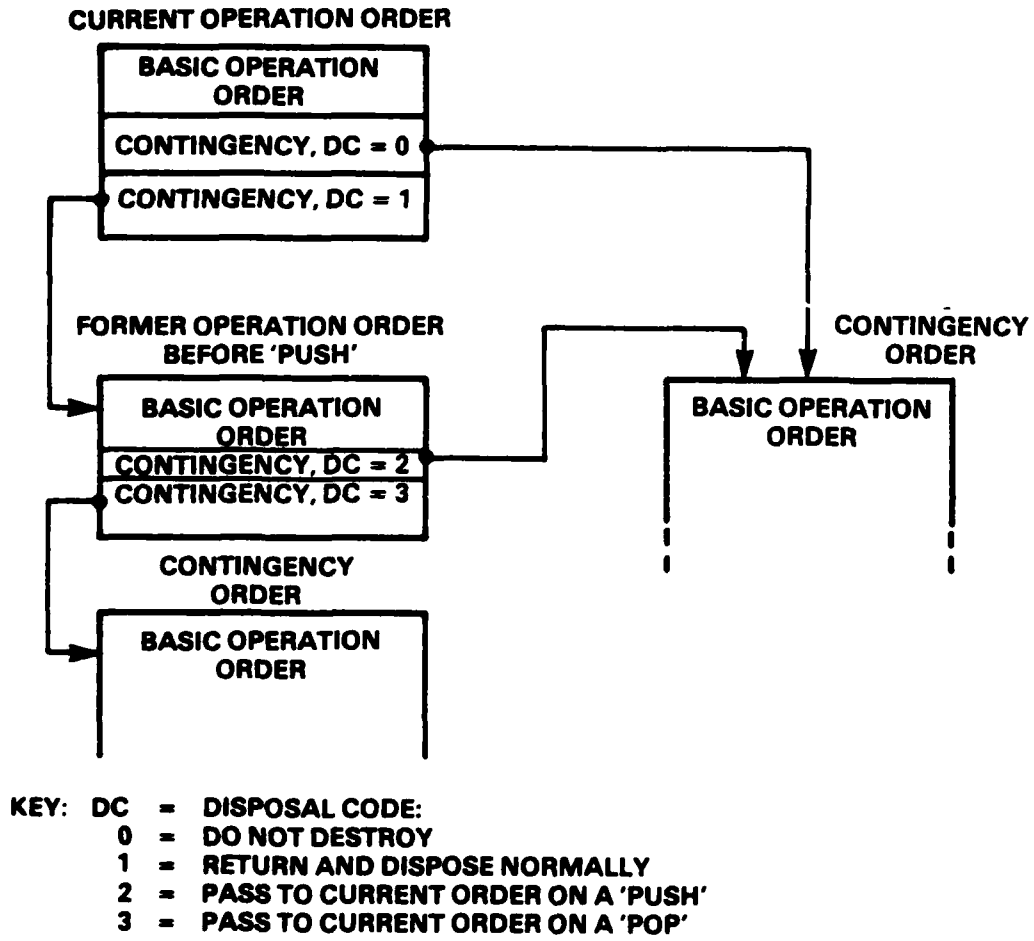 CURRENT OPERATION ORDER
BASIC OPERATION
ORDER
CONTINGENCY, DC = 0
CONTINGENCY, DC = 1
FORMER OPERATION ORDER
BEFORE 'PUSH'
BASIC OPERATION
ORDER
CONTINGENCY, DC = 2
CONTINGENCY, DC = 3
CONTINGENCY
ORDER
BASIC OPERATION
ORDER
CONTINGENCY
ORDER
BASIC OPERATION
ORDER
KEY: DC = DISPOSAL CODE:
0 = DO NOT DESTROY
1 = RETURN AND DISPOSE NORMALLY
2 = PASS TO CURRENT ORDER ON A 'PUSH'
3 = PASS TO CURRENT ORDER ON A 'POP'